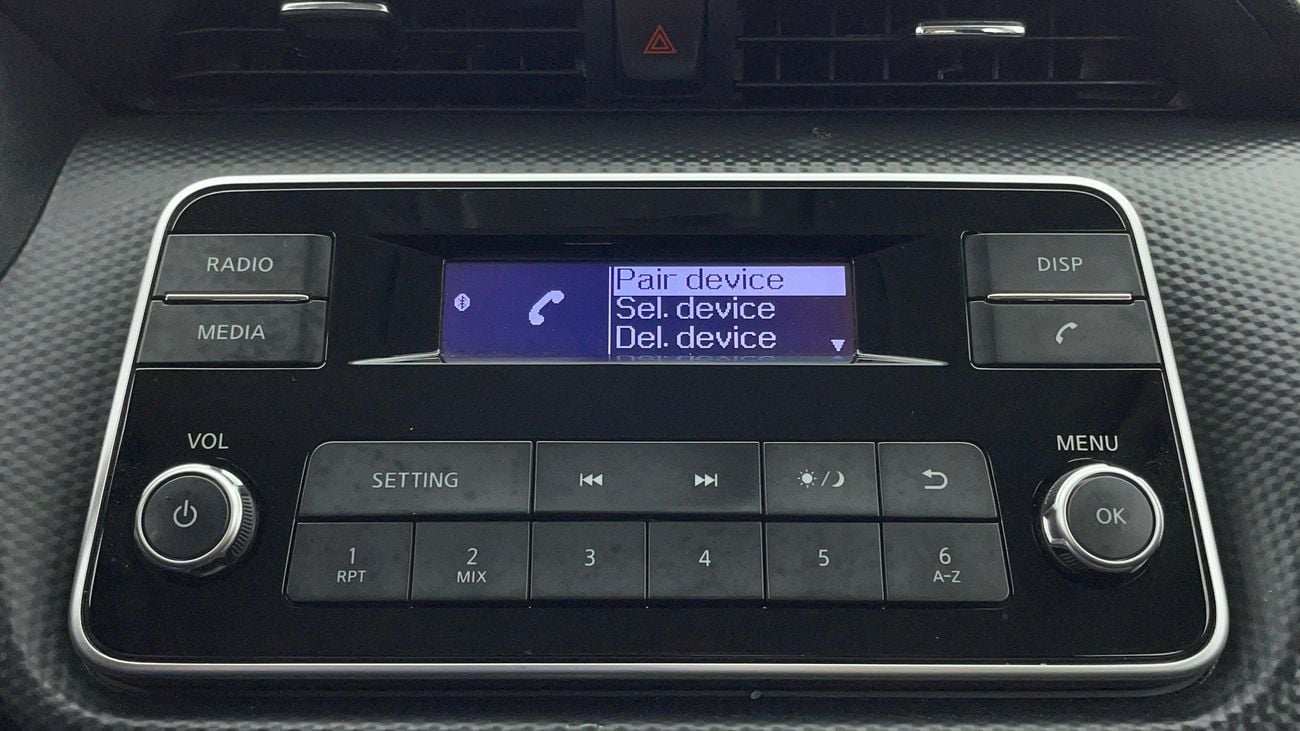 RADIO
MEDIA
Pair device
Sel. device
Del. device
DISP
VOL
MENU
SETTING
OK
1
RPT
2
MIX
3
4
5
6
A-Z